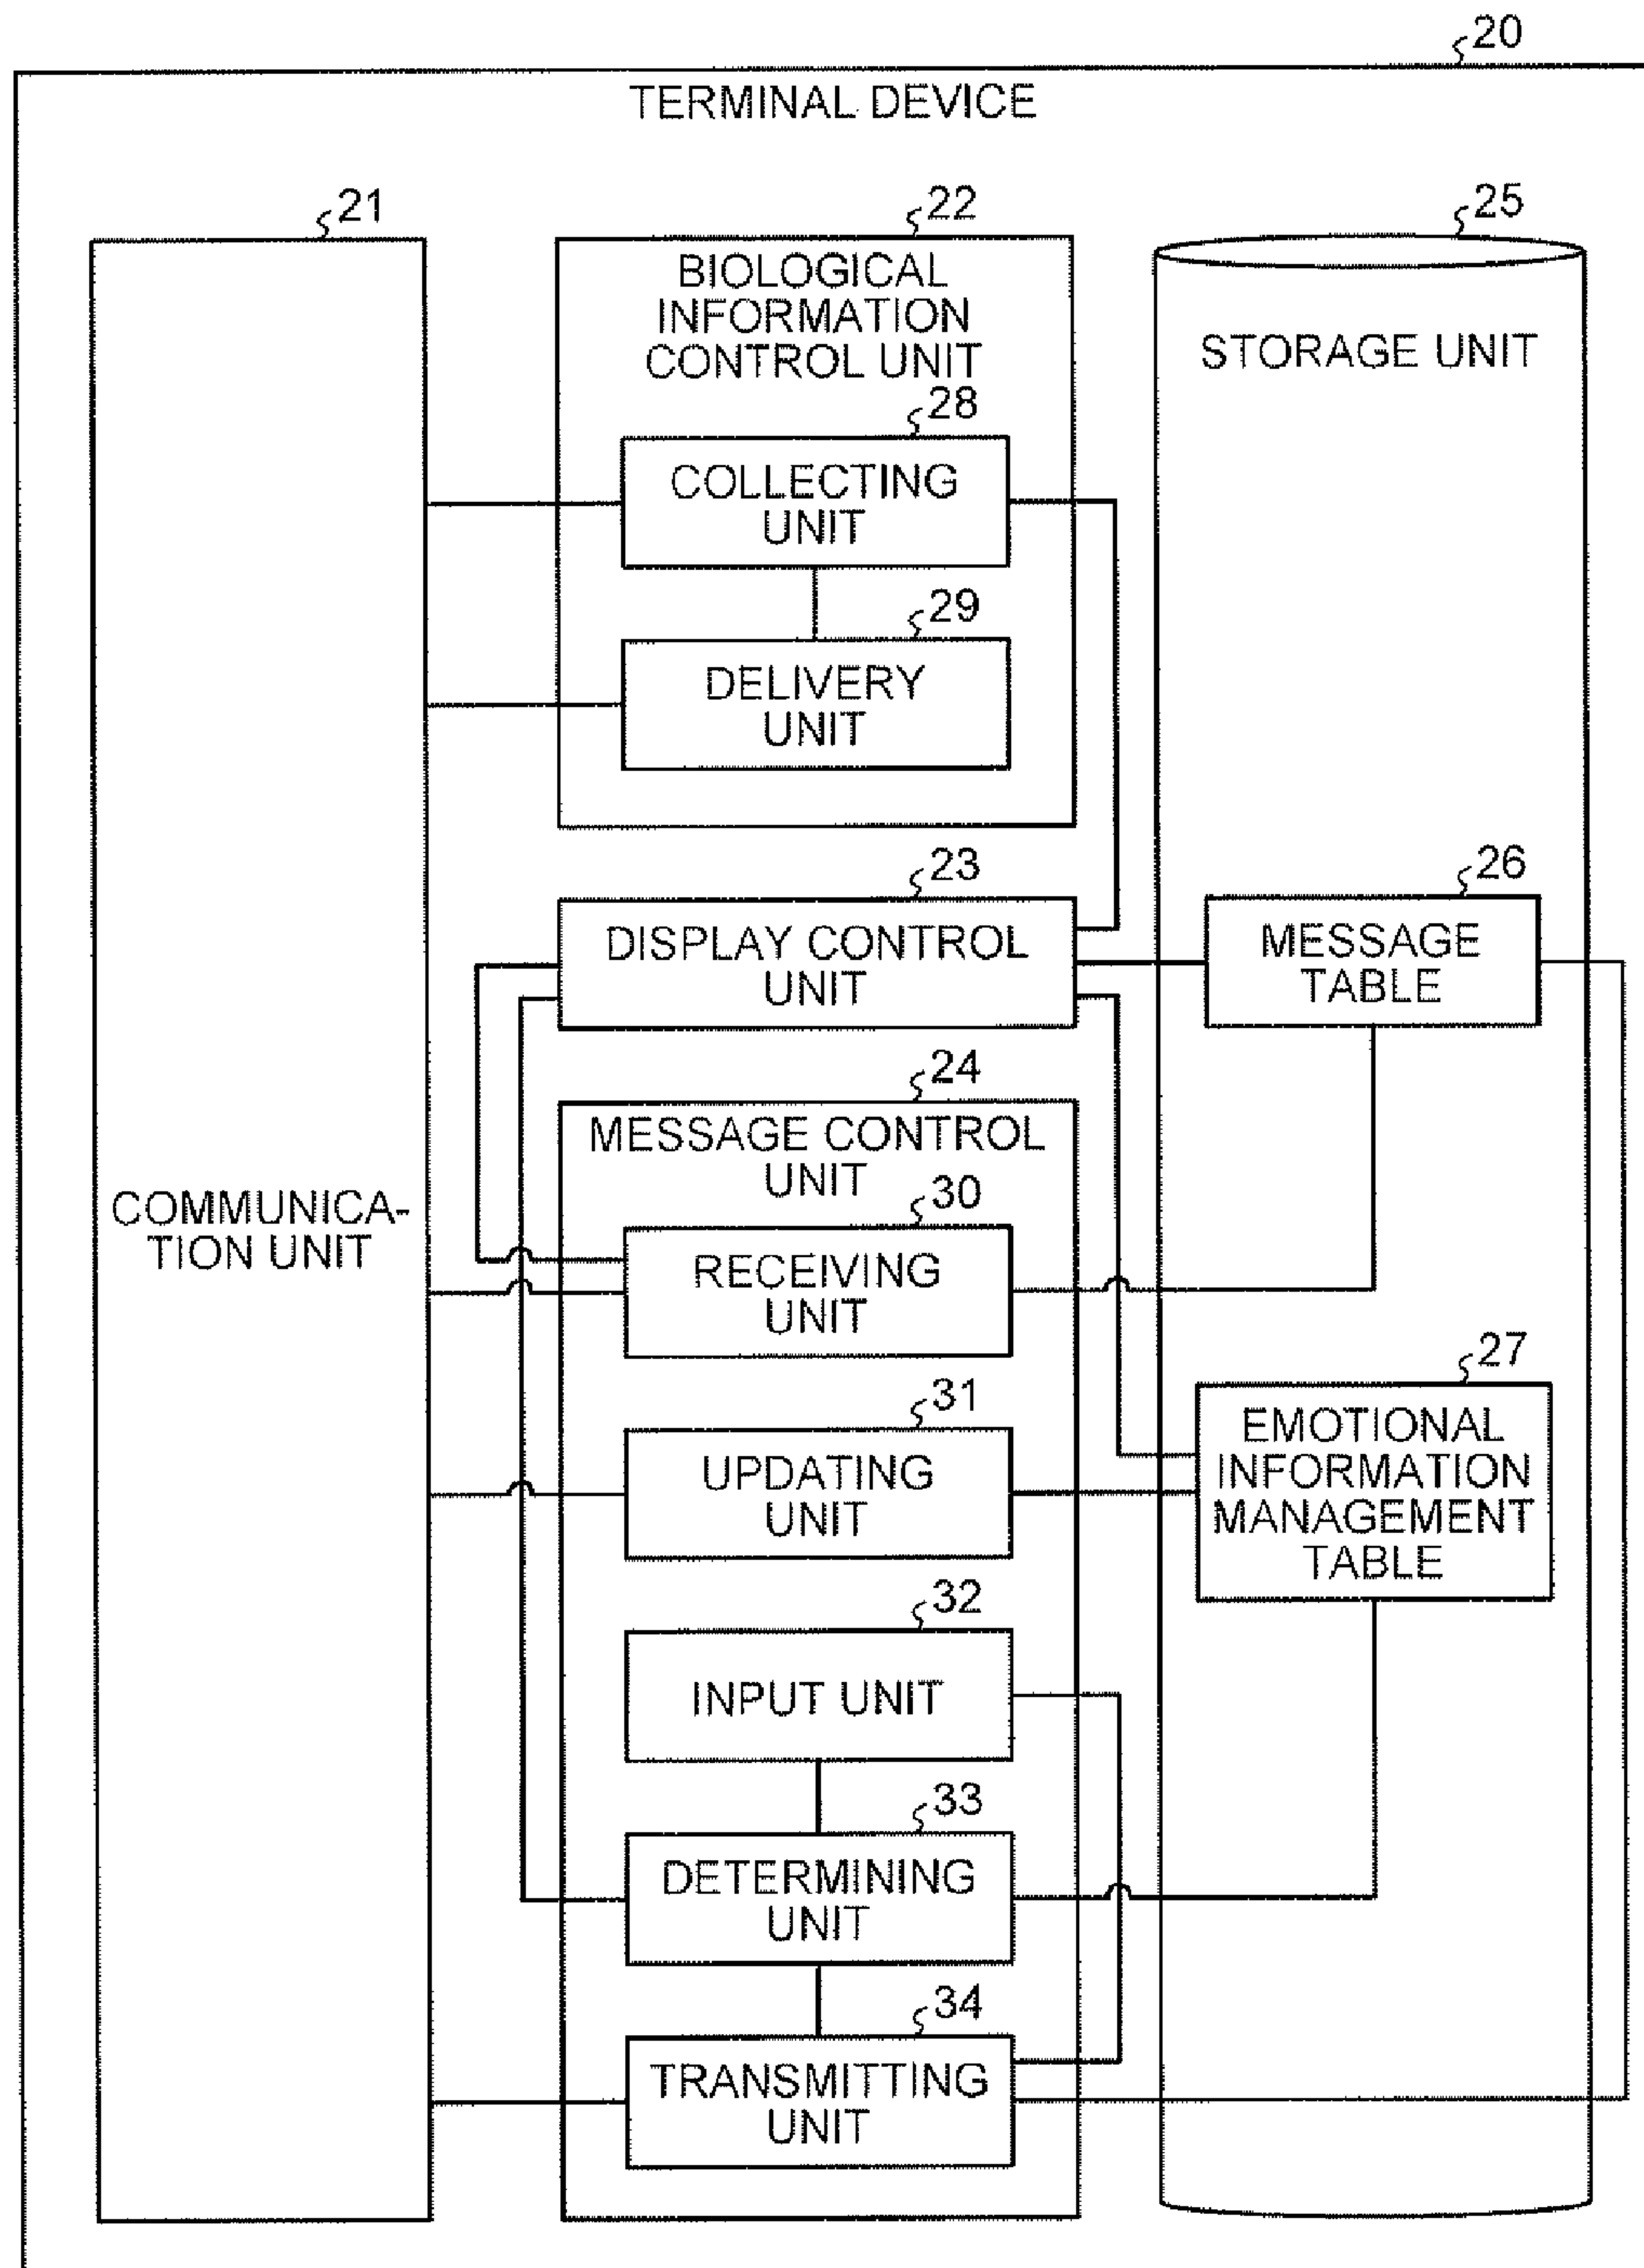 20
TERMINAL DEVICE
21
COMMUNICA-
TION UNIT
22
BIOLOGICAL
INFORMATION
CONTROL UNIT
28
COLLECTING
UNIT
29
DELIVERY
UNIT
23
DISPLAY CONTROL
UNIT
24
MESSAGE CONTROL
UNIT
30
RECEIVING
UNIT
31
UPDATING
UNIT
32
INPUT UNIT
33
DETERMINING
UNIT
34
TRANSMITTING
UNIT
25
STORAGE UNIT
26
MESSAGE
TABLE
27
EMOTIONAL
INFORMATION
MANAGEMENT
TABLE